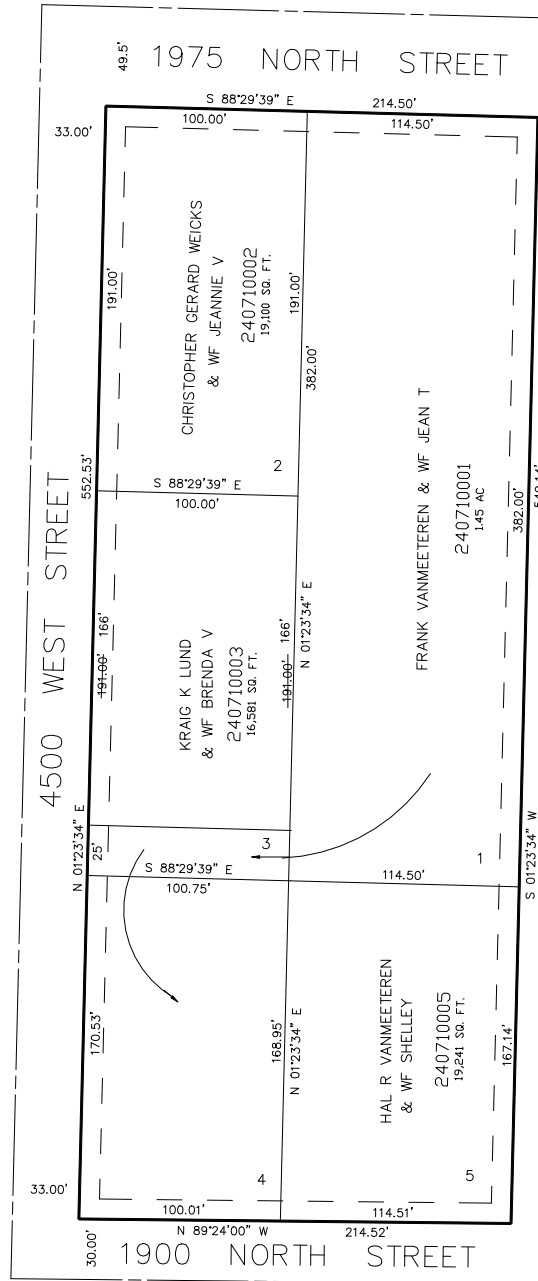 49.5'
1975 NORTH STREET
S 88°29'39" E
214.50'
33.00'
100.00'
114.50'
191.00'
CHRISTOPHER GERARD WEICKS
& WF JEANNIE V
240710002
19,100 SQ. FT.
191.00'
382.00'
2
552.53'
S 88°29'39" E
100.00'
4500 WEST STREET
FRANK VANMEETEREN & WF JEAN T
240710001
1.45 AC
382.00'
549.14'
191.00' 166'
KRAIG K LUND
& WF BRENDA V
240710003
16,581 SQ. FT.
191.00' 166'
N 01°23'34" E
N 01°23'34" E
25'
3
1
S 88°29'39" E
100.75'
114.50'
S 01°23'34" W
170.53'
168.95'
N 01°23'34" E
HAL R VANMEETEREN
& WF SHELLEY
240710005
19,241 SQ. FT.
167.14'
33.00'
4
5
100.01'
114.51'
N 89°24'00" W
214.52'
30.00'
1900 NORTH STREET